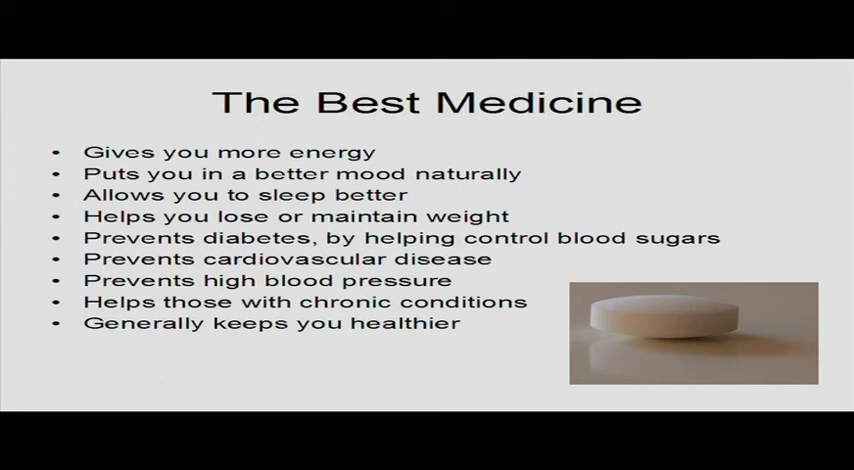 The Best Medicine
• Gives you more energy
• Puts you in a better mood naturally
• Allows you to sleep better
• Helps you lose or maintain weight
• Prevents diabetes, by helping control blood sugars
• Prevents cardiovascular disease
• Prevents high blood pressure
• Helps those with chronic conditions
• Generally keeps you healthier